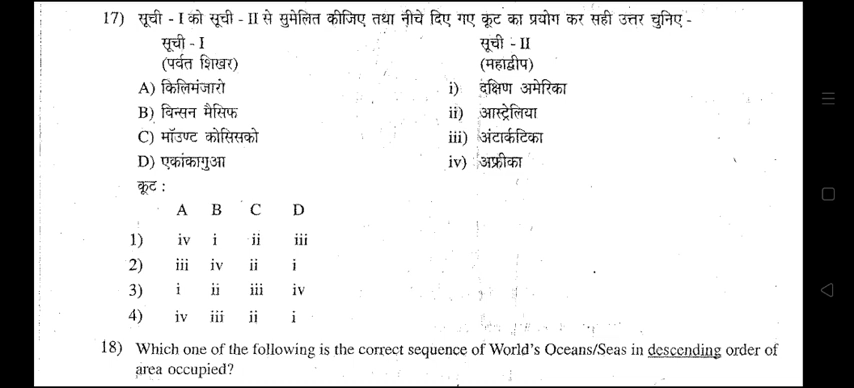 17) सूची - I को सूची - II से सुमेलित कीजिए तथा नीचे दिए गए कूट का प्रयोग कर सही उत्तर चुनिए -
सूची - I सूची - II
(पर्वत शिखर) (महाद्वीप)
A) किलिमंजारो i) दक्षिण अमेरिका
B) विन्सन मैसिफ ii) आस्ट्रेलिया
C) मॉउण्ट कोसिसको iii) अंटार्कटिका
D) एकांकागुआ iv) अफ्रीका
कूट :
A B C D
1) iv i ii iii
2) iii iv ii i
3) i ii iii iv
4) iv iii ii i
18) Which one of the following is the correct sequence of World's Oceans/Seas in descending order of
area occupied?